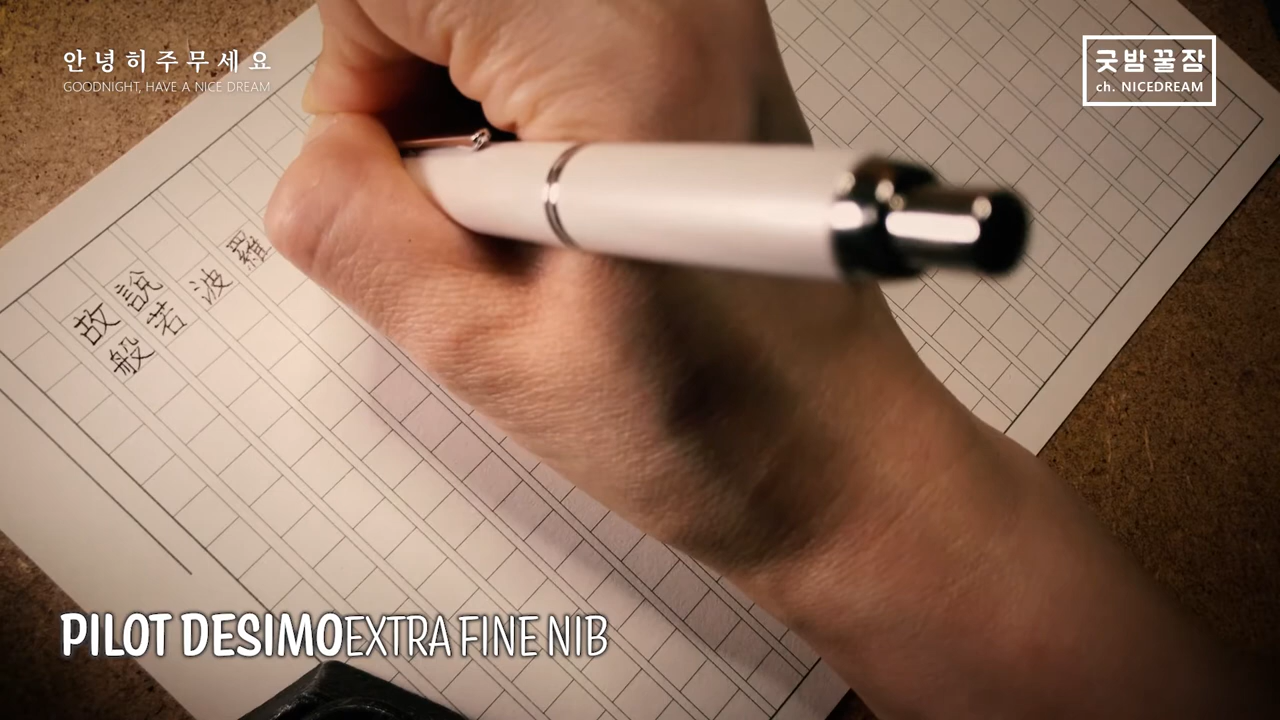 안녕히주무세요
GOODNIGHT, HAVE A NICE DREAM
굿밤꿀잠
ch. NICEDREAM
故說
般若波羅
PILOT DESIMO EXTRA FINE NIB